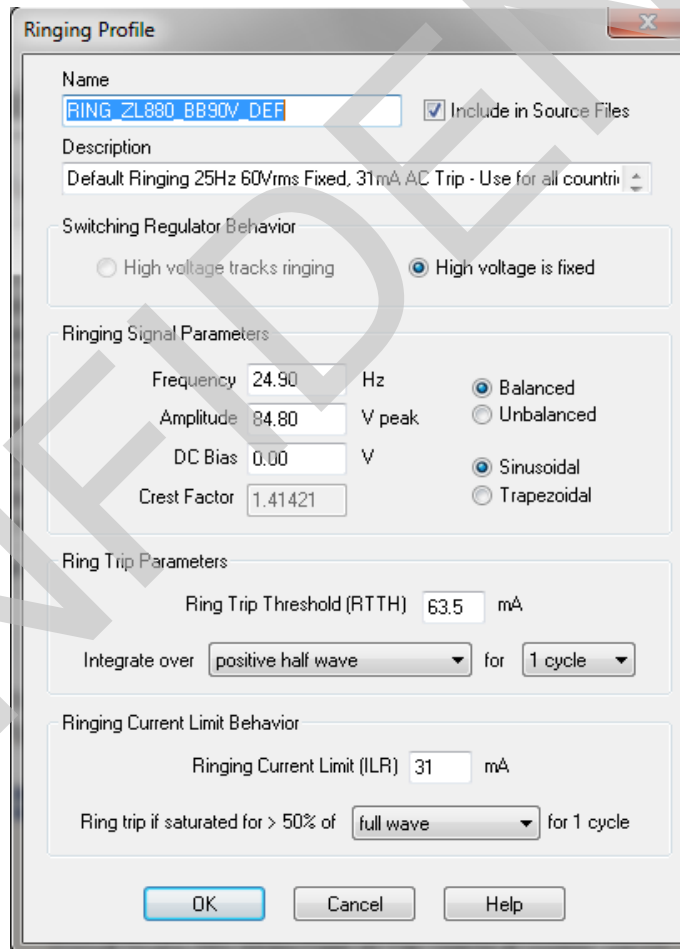 Ringing Profile
Name
RING_ZL880_BB90V_DEF
Include in Source Files
Description
Default Ringing 25Hz 60Vrms Fixed, 31mA AC Trip - Use for all countri
Switching Regulator Behavior
High voltage tracks ringing
High voltage is fixed
Ringing Signal Parameters
Frequency 24.90 Hz
Balanced
Amplitude 84.80 V peak
Unbalanced
DC Bias 0.00 V
Sinusoidal
Crest Factor 1.41421
Trapezoidal
Ring Trip Parameters
Ring Trip Threshold (RTTH) 63.5 mA
Integrate over positive half wave for 1 cycle
Ringing Current Limit Behavior
Ringing Current Limit (ILR) 31 mA
Ring trip if saturated for > 50% of full wave for 1 cycle
OK Cancel Help